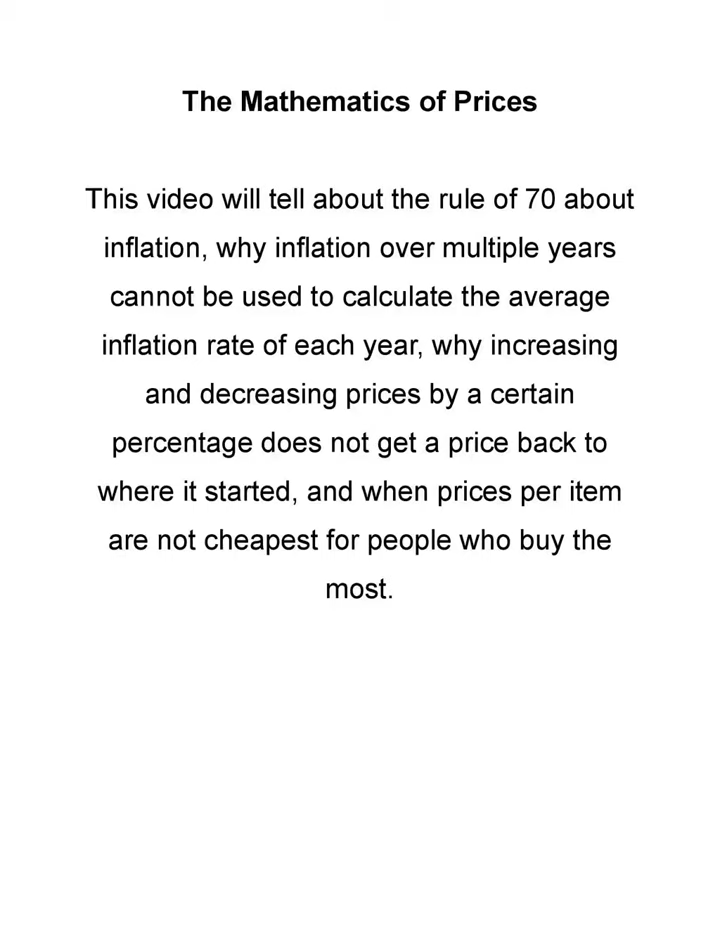 The Mathematics of Prices
This video will tell about the rule of 70 about
inflation, why inflation over multiple years
cannot be used to calculate the average
inflation rate of each year, why increasing
and decreasing prices by a certain
percentage does not get a price back to
where it started, and when prices per item
are not cheapest for people who buy the
most.